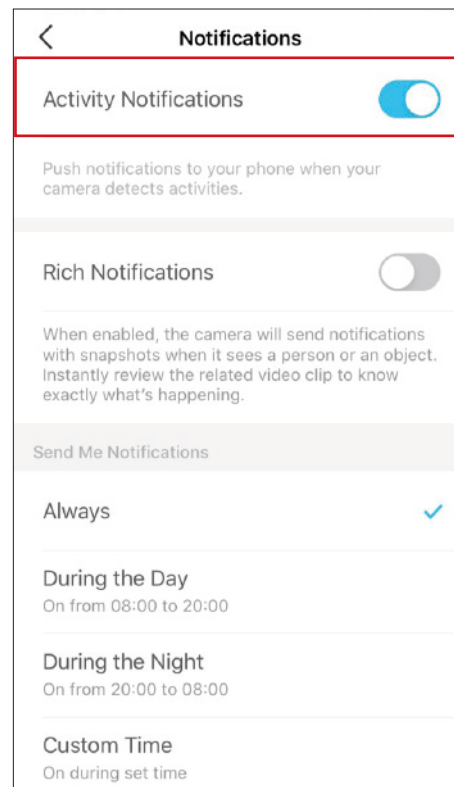 Notifications
Activity Notifications
Push notifications to your phone when your
camera detects activities.
Rich Notifications
When enabled, the camera will send notifications
with snapshots when it sees a person or an object.
Instantly review the related video clip to know
exactly what's happening.
Send Me Notifications
Always
During the Day
On from 08:00 to 20:00
During the Night
On from 20:00 to 08:00
Custom Time
On during set time